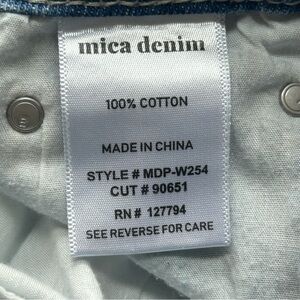 mica denim
100% COTTON
MADE IN CHINA
STYLE # MDP-W254
CUT # 90651
RN # 127794
SEE REVERSE FOR CARE